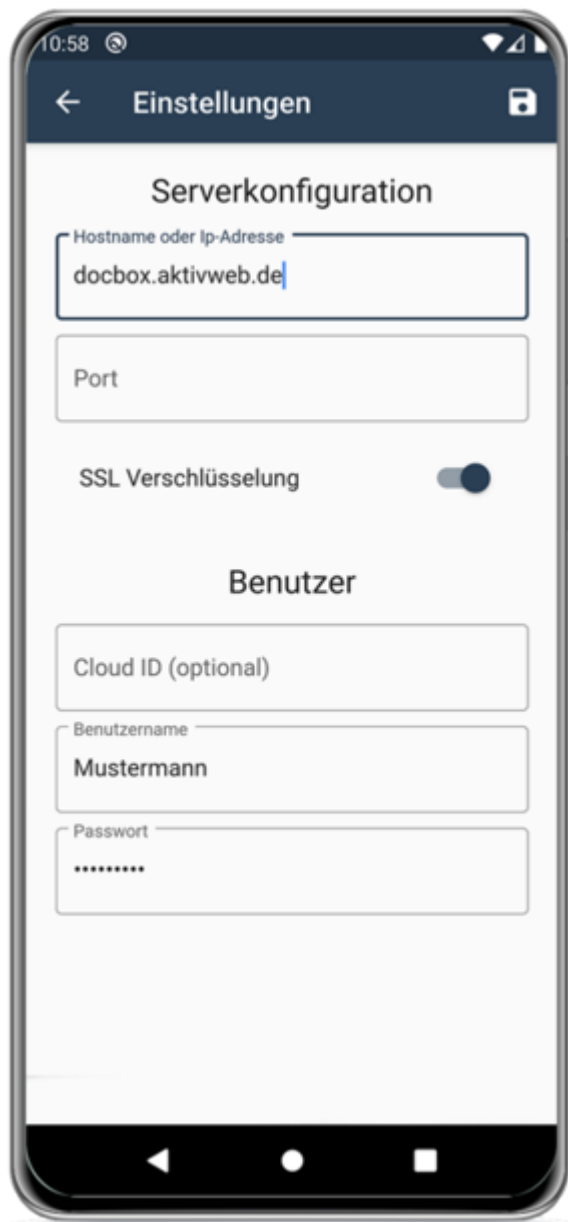 10:58
Einstellungen
Serverkonfiguration
Hostname oder Ip-Adresse
docbox.aktivweb.de
Port
SSL Verschlüsselung
Benutzer
Cloud ID (optional)
Benutzername
Mustermann
Passwort
•••••••••